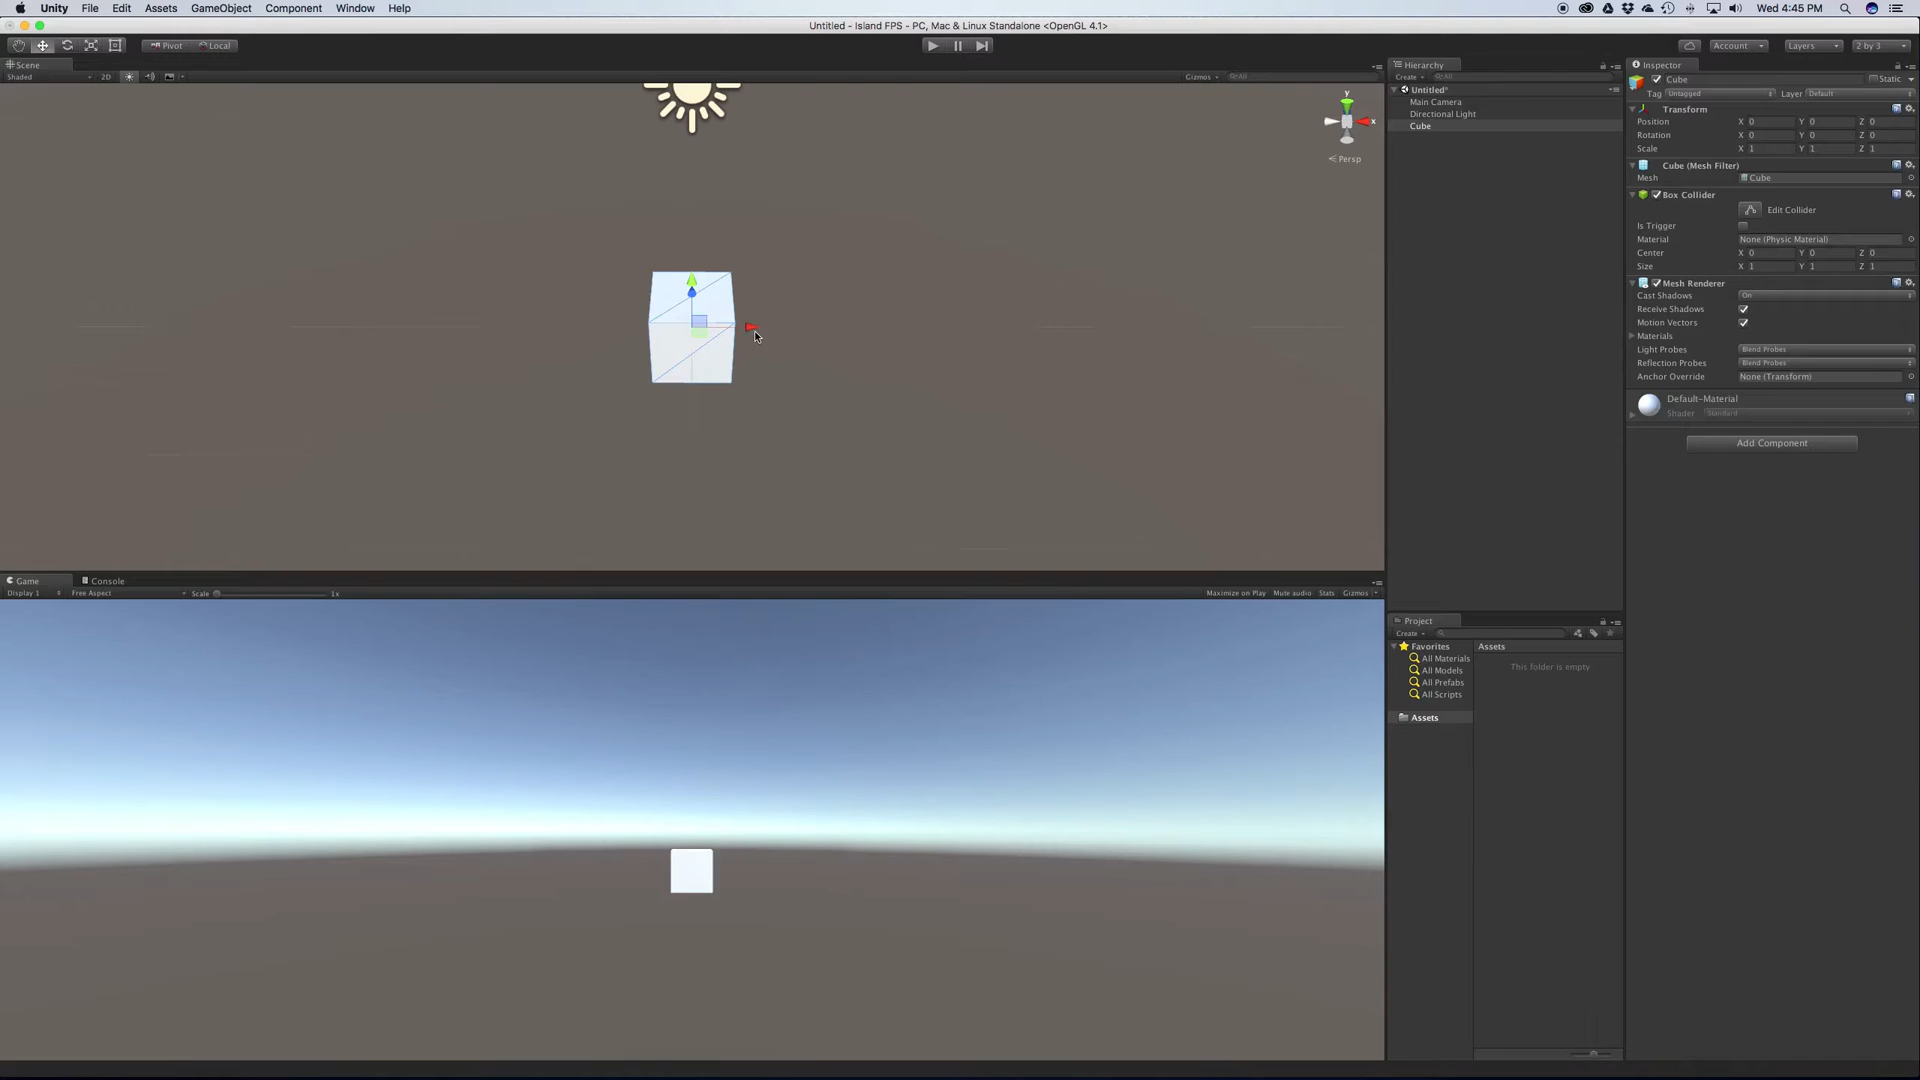 Unity File Edit Assets GameObject Component Window Help
Wed 4:45 PM
Untitled - Island FPS - PC, Mac & Linux Standalone <OpenGL 4.1>
Pivot Local
Account Layers 2 by 3
Scene
Shaded 2D Gizmos All
y
x
Persp
Hierarchy
Create All
Untitled*
Main Camera
Directional Light
Cube
Inspector
Cube Static
Tag Untagged Layer Default
Transform
Position X 0 Y 0 Z 0
Rotation X 0 Y 0 Z 0
Scale X 1 Y 1 Z 1
Cube (Mesh Filter)
Mesh Cube
Box Collider
Edit Collider
Is Trigger
Material None (Physic Material)
Center X 0 Y 0 Z 0
Size X 1 Y 1 Z 1
Mesh Renderer
Cast Shadows On
Receive Shadows
Motion Vectors
Materials
Light Probes Blend Probes
Reflection Probes Blend Probes
Anchor Override None (Transform)
Default-Material
Shader Standard
Add Component
Game Console
Display 1 Free Aspect Scale 1x Maximize on Play Mute audio Stats Gizmos
Project
Create
Favorites
All Materials
All Models
All Prefabs
All Scripts
Assets
Assets
This folder is empty